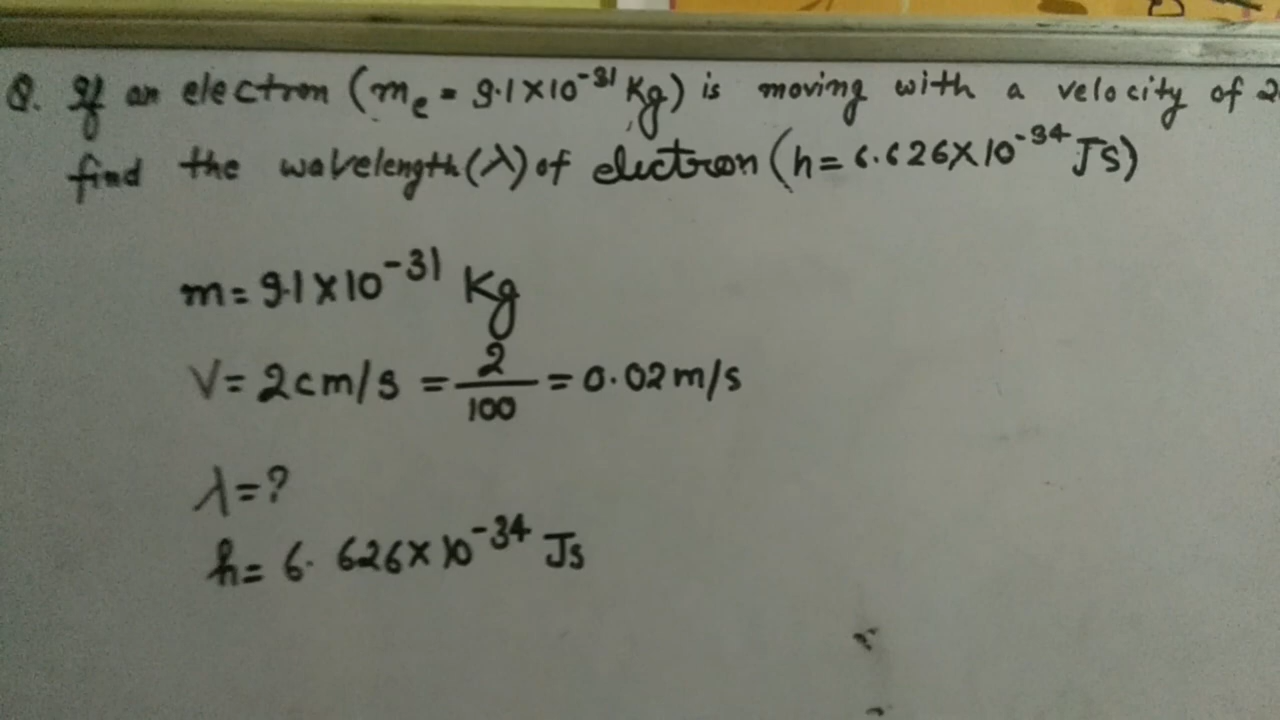 Q. If an electron (mₑ = 9.1×10⁻³¹ Kg) is moving with a velocity of 2
find the wavelength (λ) of electron (h = 6.626×10⁻³⁴ JS)
m = 9.1×10⁻³¹ Kg
V = 2cm/s = 2/100 = 0.02 m/s
λ = ?
h = 6.626×10⁻³⁴ Js